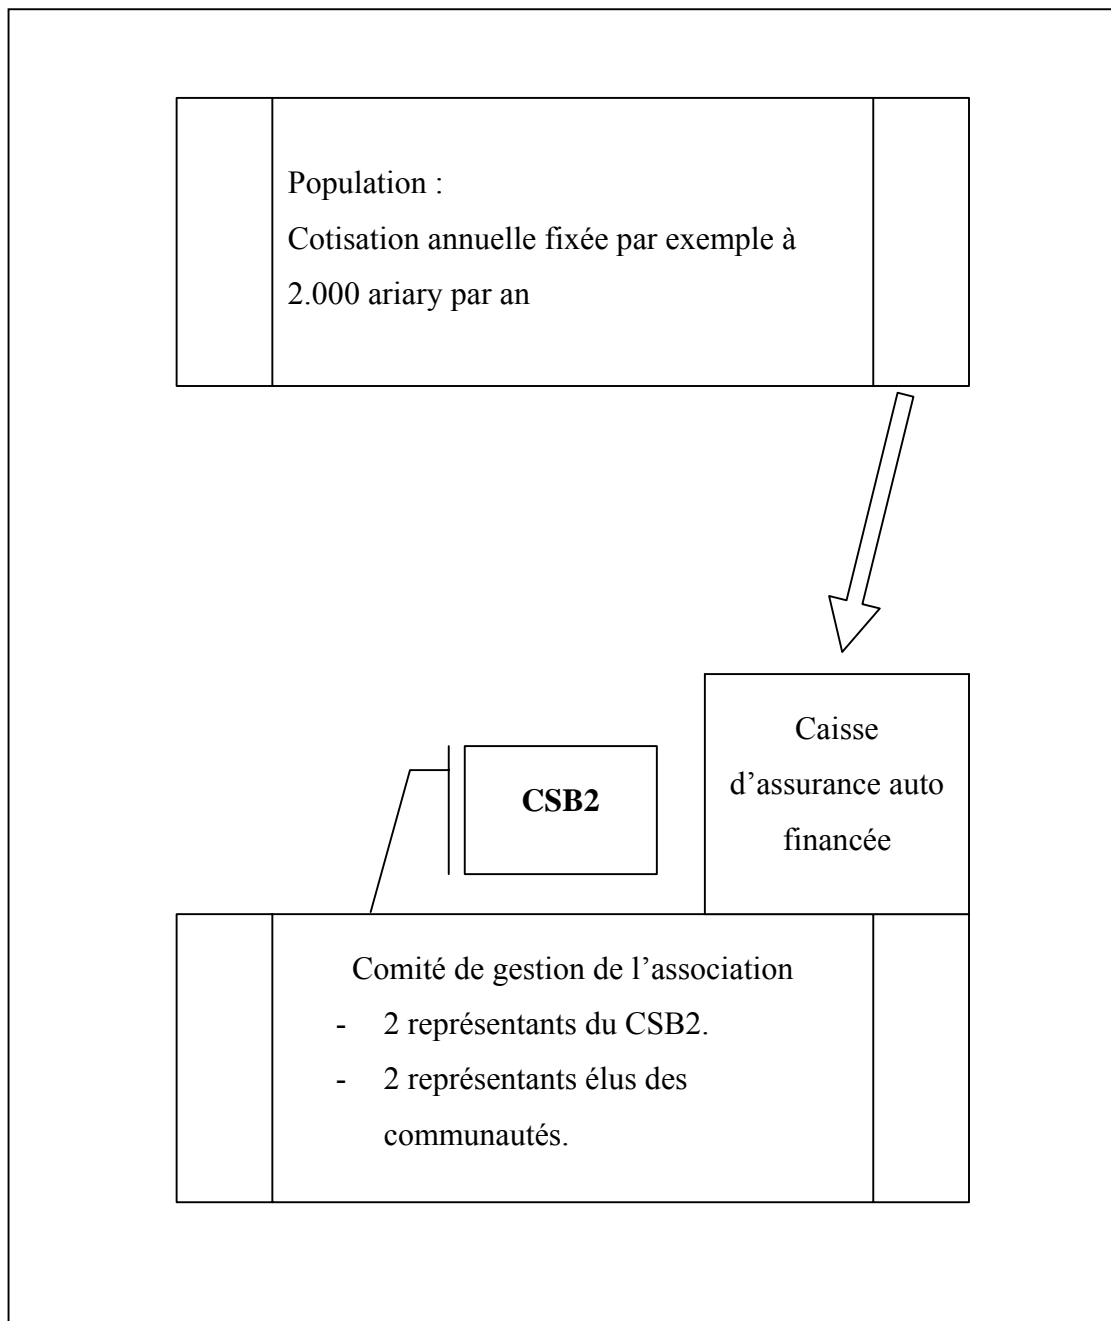 Population :
Cotisation annuelle fixée par exemple à
2.000 ariary par an
Caisse
d’assurance auto
financée
CSB2
Comité de gestion de l’association
- 2 représentants du CSB2.
- 2 représentants élus des
communautés.